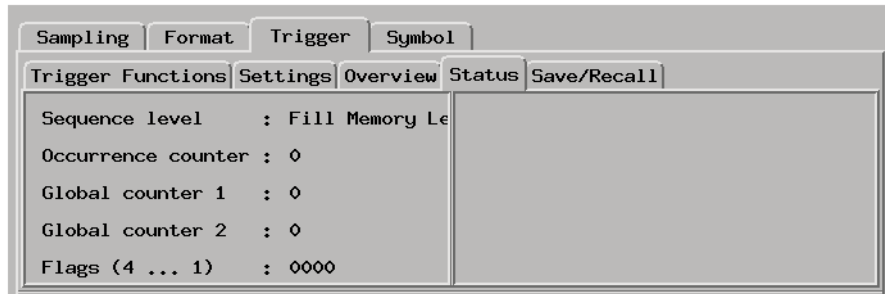 Sampling Format Trigger Symbol
Trigger Functions Settings Overview Status Save/Recall
Sequence level : Fill Memory Le
Occurrence counter : 0
Global counter 1 : 0
Global counter 2 : 0
Flags (4 ... 1) : 0000